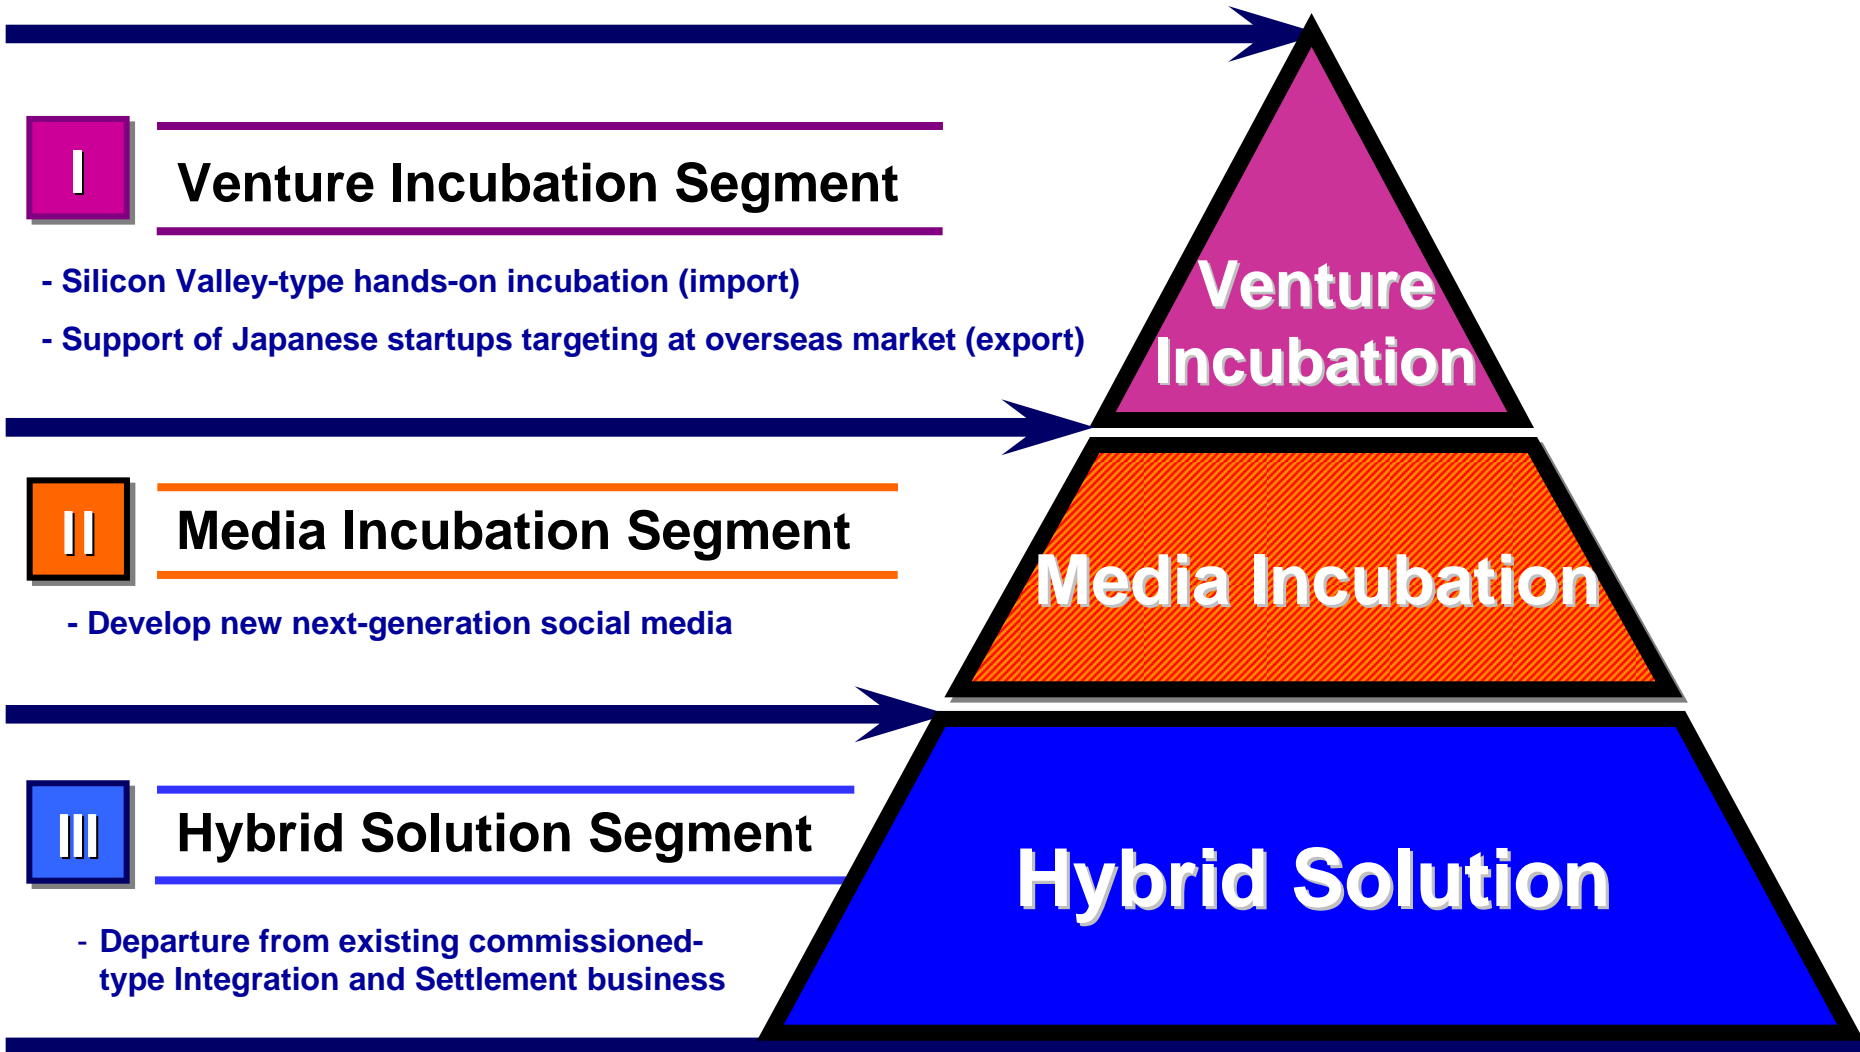 I
Venture Incubation Segment
- Silicon Valley-type hands-on incubation (import)
- Support of Japanese startups targeting at overseas market (export)
Venture
Incubation
II
Media Incubation Segment
- Develop new next-generation social media
Media Incubation
III
Hybrid Solution Segment
- Departure from existing commissioned-
type Integration and Settlement business
Hybrid Solution